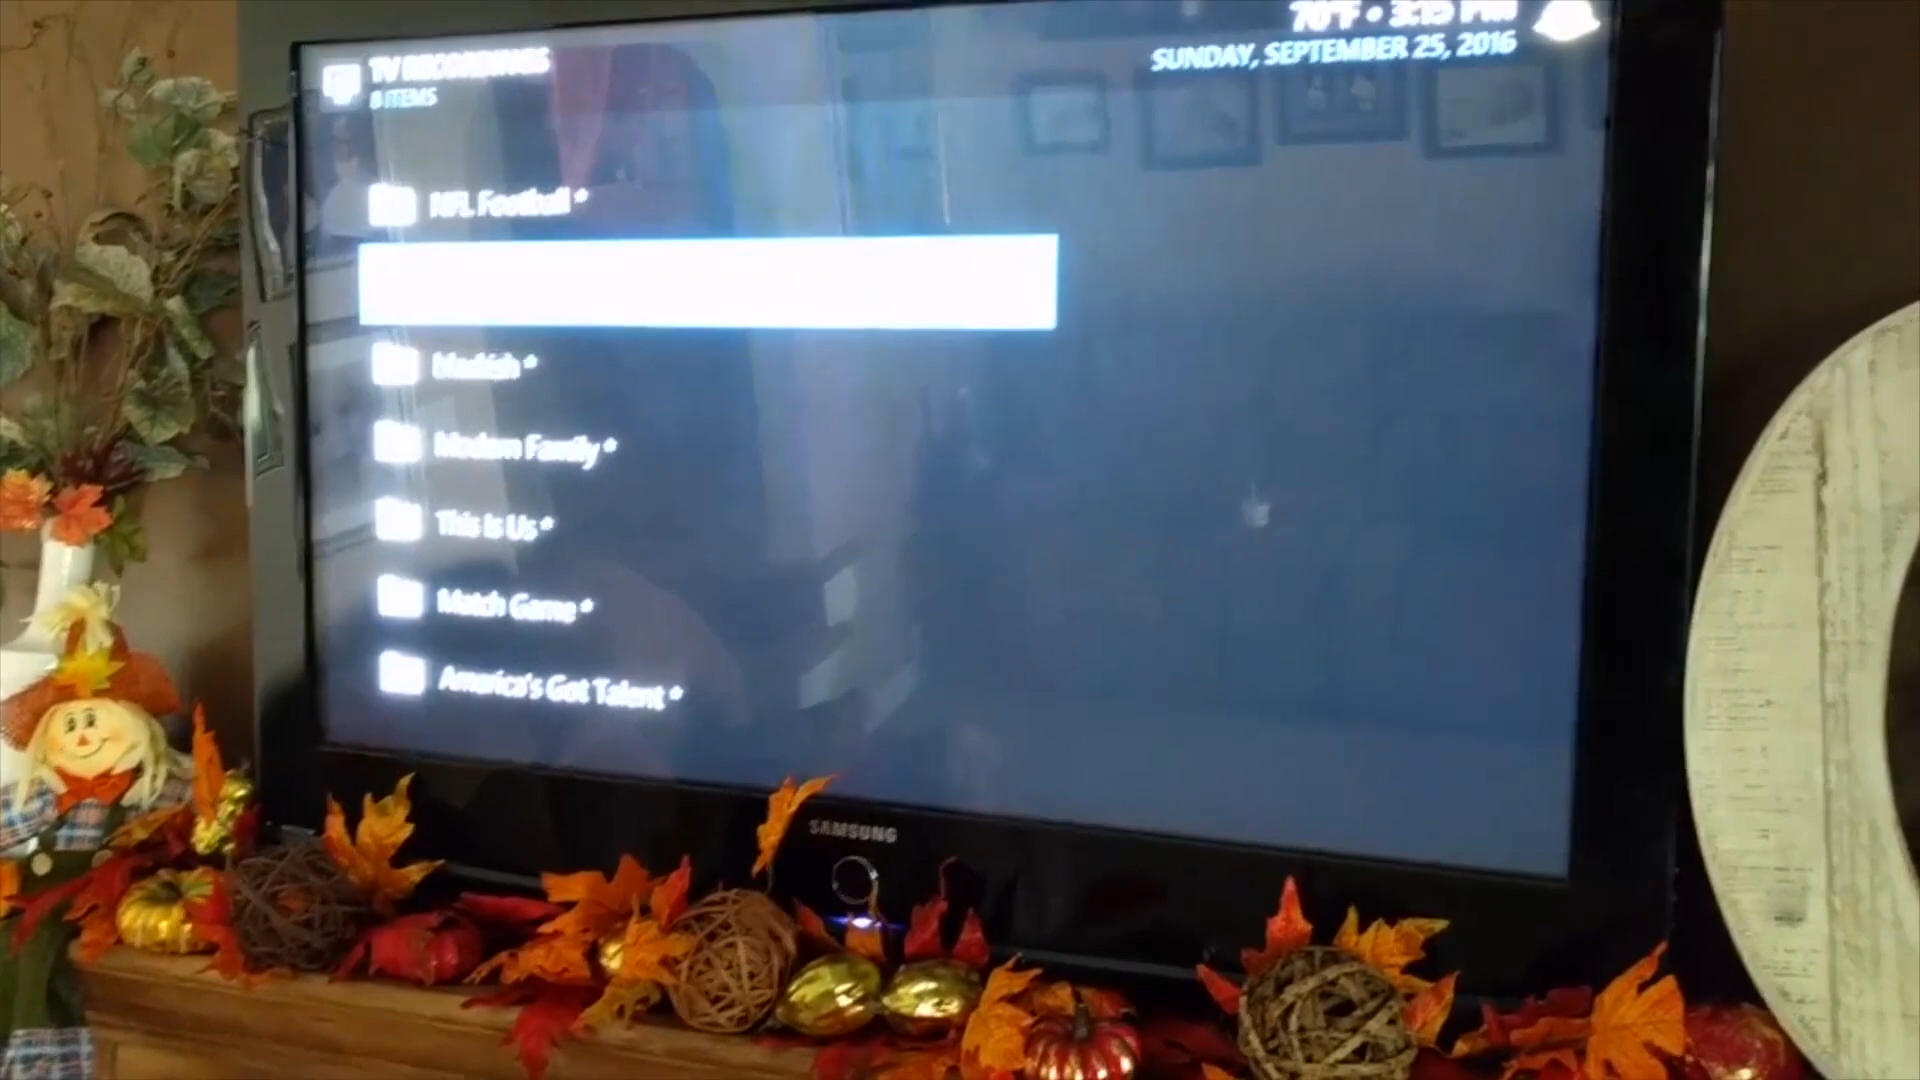 70°F • 3:15 PM
TV RECORDINGS
SUNDAY, SEPTEMBER 25, 2016
8 ITEMS
NFL Football *
blackish *
Modern Family *
This Is Us *
Match Game *
America's Got Talent *
SAMSUNG